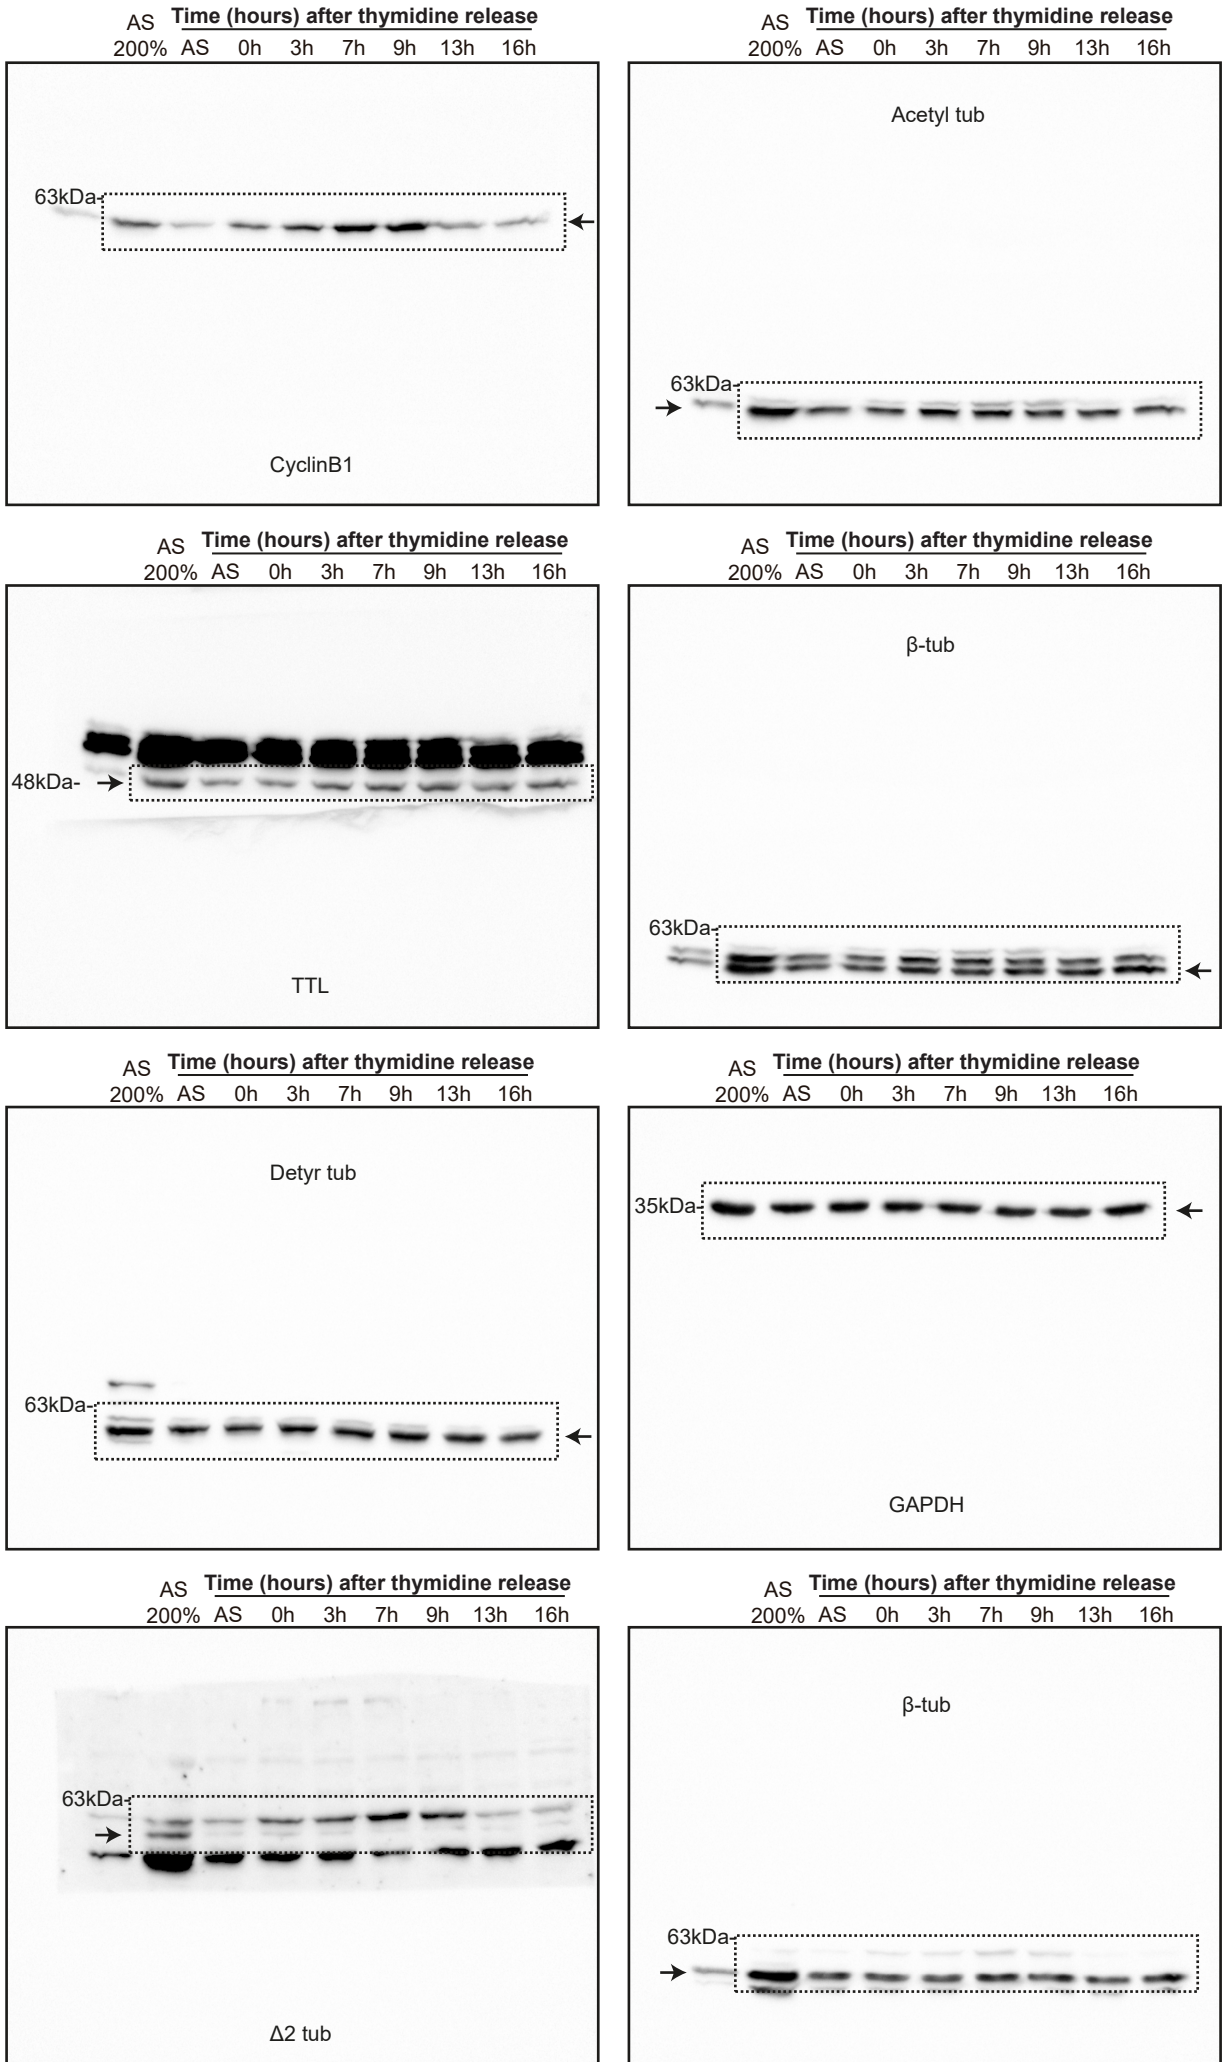 AS Time (hours) after thymidine release
200% AS 0h 3h 7h 9h 13h 16h
63kDa-
CyclinB1
AS Time (hours) after thymidine release
200% AS 0h 3h 7h 9h 13h 16h
Acetyl tub
63kDa-
AS Time (hours) after thymidine release
200% AS 0h 3h 7h 9h 13h 16h
48kDa-
TTL
AS Time (hours) after thymidine release
200% AS 0h 3h 7h 9h 13h 16h
β-tub
63kDa-
AS Time (hours) after thymidine release
200% AS 0h 3h 7h 9h 13h 16h
Detyr tub
63kDa-
AS Time (hours) after thymidine release
200% AS 0h 3h 7h 9h 13h 16h
35kDa-
GAPDH
AS Time (hours) after thymidine release
200% AS 0h 3h 7h 9h 13h 16h
63kDa-
Δ2 tub
AS Time (hours) after thymidine release
200% AS 0h 3h 7h 9h 13h 16h
β-tub
63kDa-